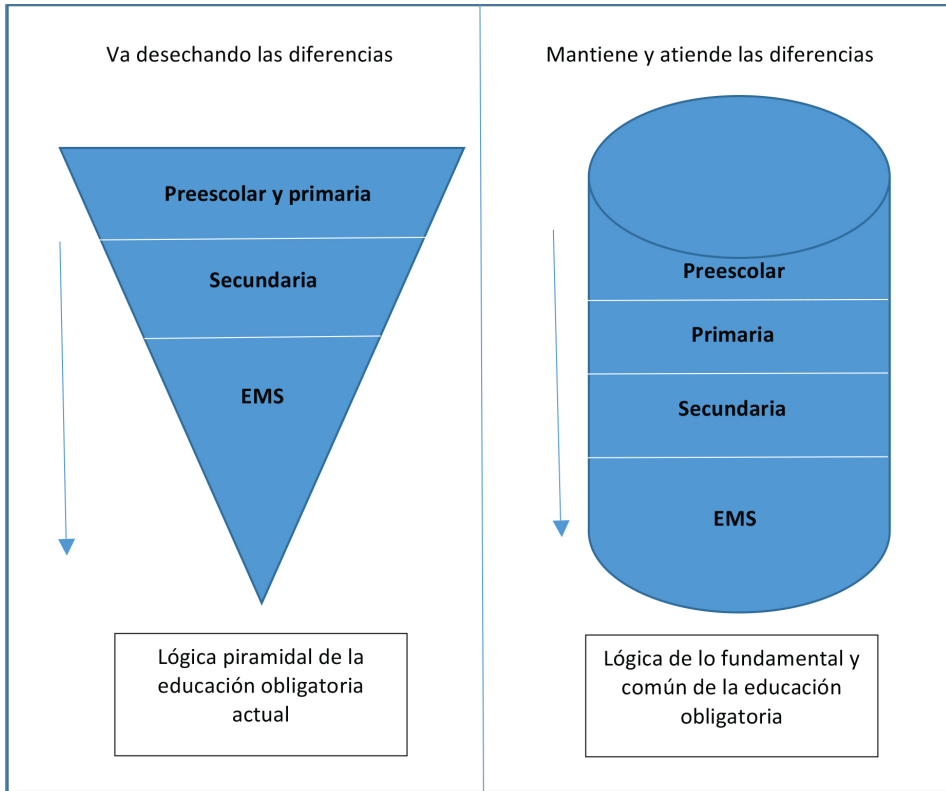 Va desechando las diferencias
Preescolar y primaria
Secundaria
EMS
Lógica piramidal de la
educación obligatoria
actual
Mantiene y atiende las diferencias
Preescolar
Primaria
Secundaria
EMS
Lógica de lo fundamental y
común de la educación
obligatoria